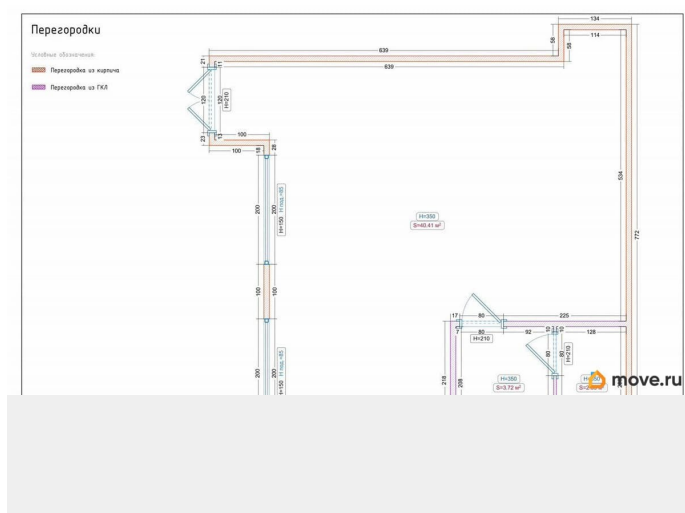 Перегородки
Условные обозначения:
Перегородка из кирпича
Перегородка из ГКЛ
134
114
58
58
639
639
21
11
120
120
H=210
23
13
100
100
18
28
200
200
H=150 H под.=85
534
772
H=350
S=40.41 м²
100
100
17
80
225
7
80
92
10
10
128
H=210
80
80
H=210
200
200
H=150 H под.=85
218
208
H=350
S=3.72 м²
move.ru